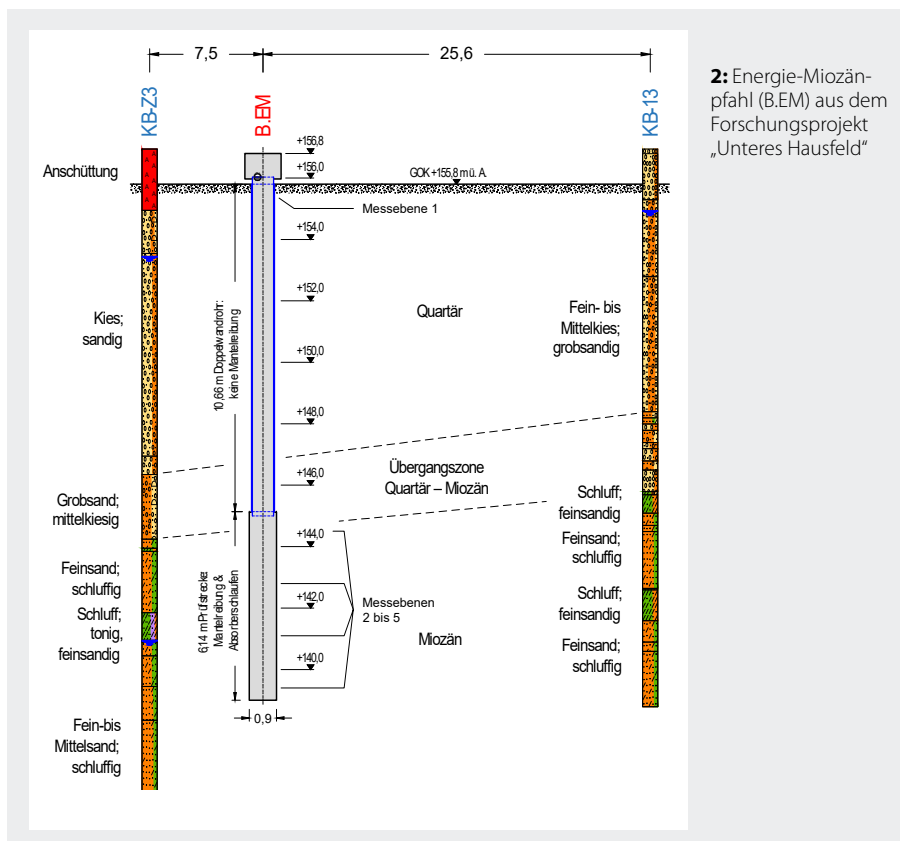 7,5
25,6
KB-Z3
B.EM
KB-13
2: Energie-Miozän-
pfahl (B.EM) aus dem
Forschungsprojekt
„Unteres Hausfeld“
Anschüttung
+156,8
+156,0
GOK +155,8 mü. A.
Messebene 1
+154,0
+152,0
Quartär
Kies;
sandig
Fein- bis
Mittelkies;
grobsandig
10,66 m Doppelwandrohr:
keine Mantelreibung
+150,0
+148,0
+146,0
Übergangszone
Quartär – Miozän
Grobsand;
mittelkiesig
Schluff;
feinsandig
+144,0
Feinsand;
schluffig
Feinsand;
schluffig
6,14 m Prüfstrecke:
Mantelreibung &
Absorberschlaufen
+142,0
Messebenen
2 bis 5
Schluff;
tonig,
feinsandig
Schluff;
feinsandig
Miozän
+140,0
Feinsand;
schluffig
0,9
Fein-bis
Mittelsand;
schluffig